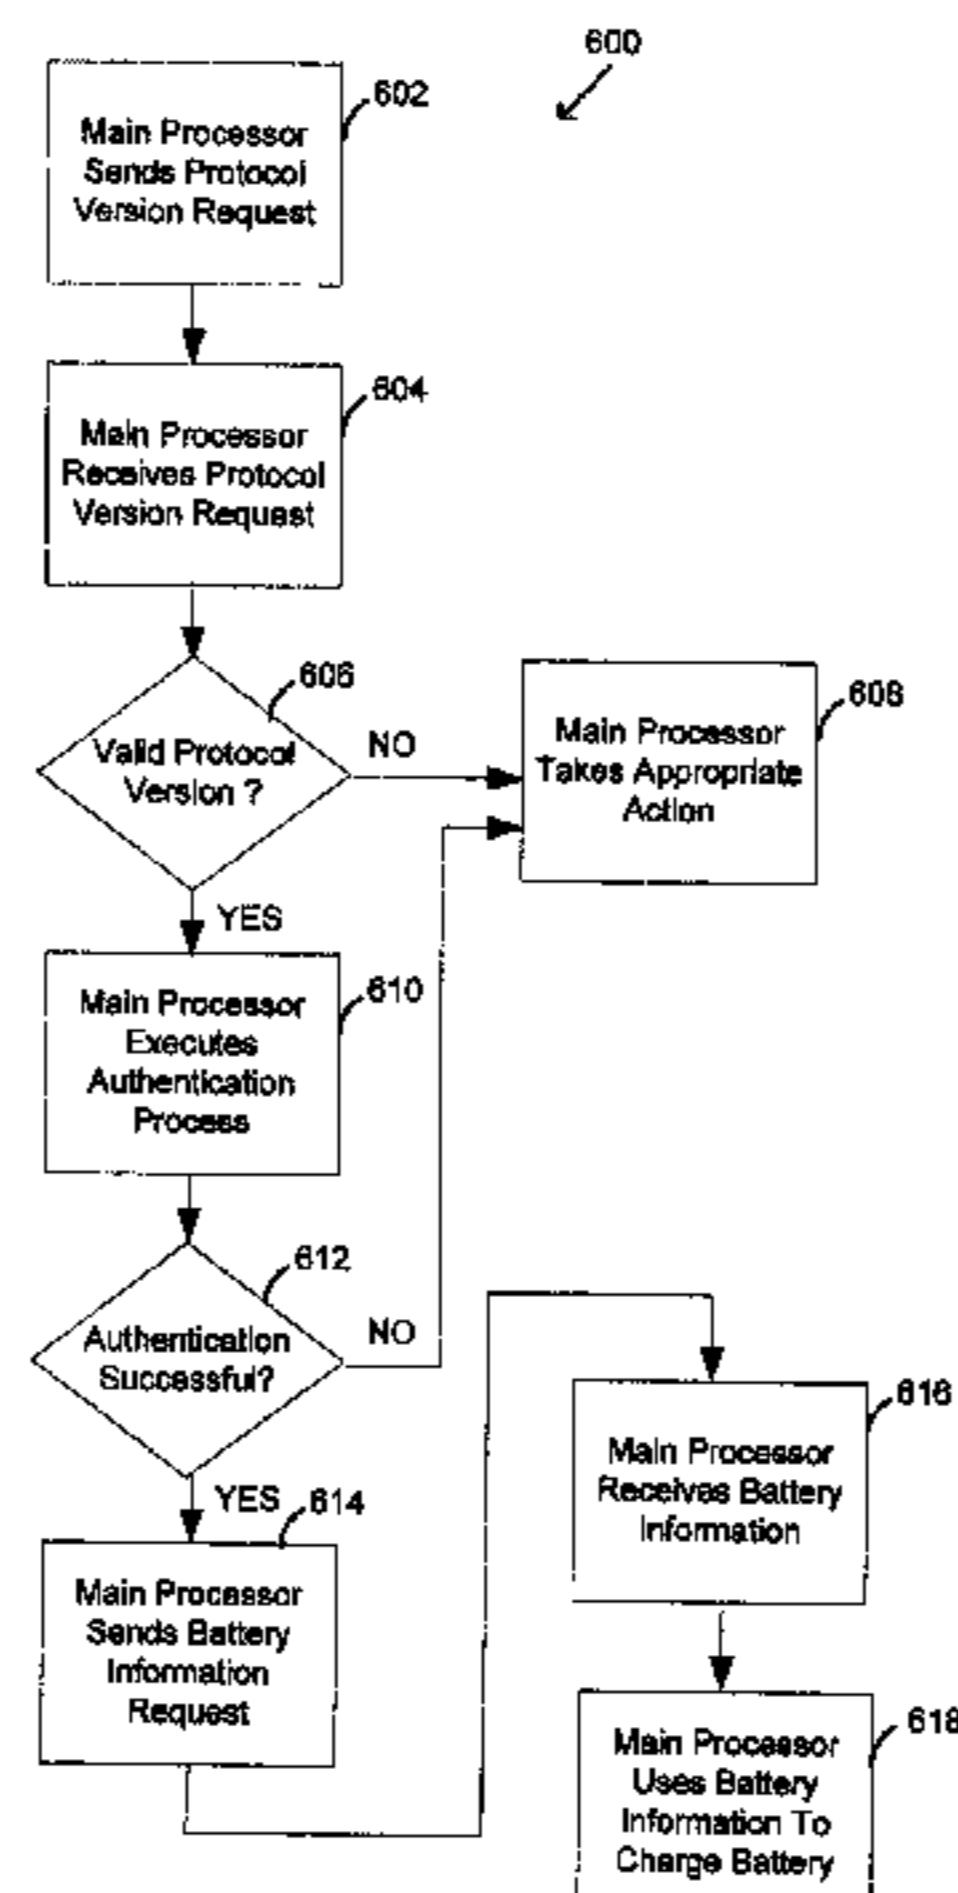 600
602
Main Processor
Sends Protocol
Version Request
604
Main Processor
Receives Protocol
Version Request
606
Valid Protocol
Version ?
NO
608
Main Processor
Takes Appropriate
Action
YES
610
Main Processor
Executes
Authentication
Process
612
Authentication
Successful?
NO
YES
614
Main Processor
Sends Battery
Information
Request
616
Main Processor
Receives Battery
Information
618
Main Processor
Uses Battery
Information To
Charge Battery